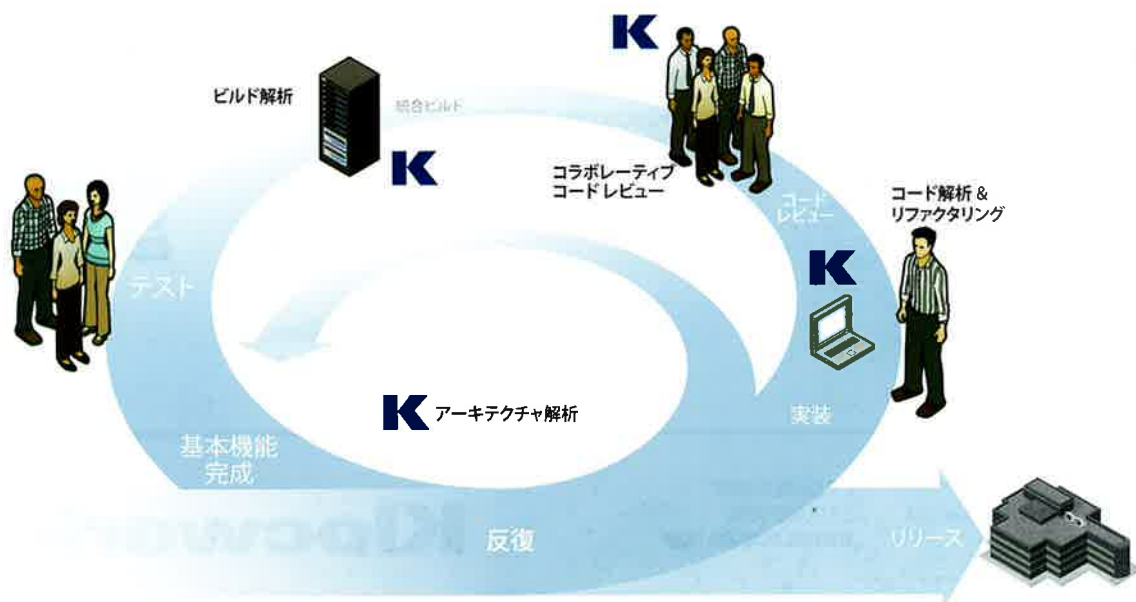 K
ビルド解析
統合ビルド
K
コラボレーティブ
コード レビュー
コード
レビュー
コード解析 &
リファクタリング
K
テスト
K アーキテクチャ解析
実装
基本機能
完成
反復
リリース